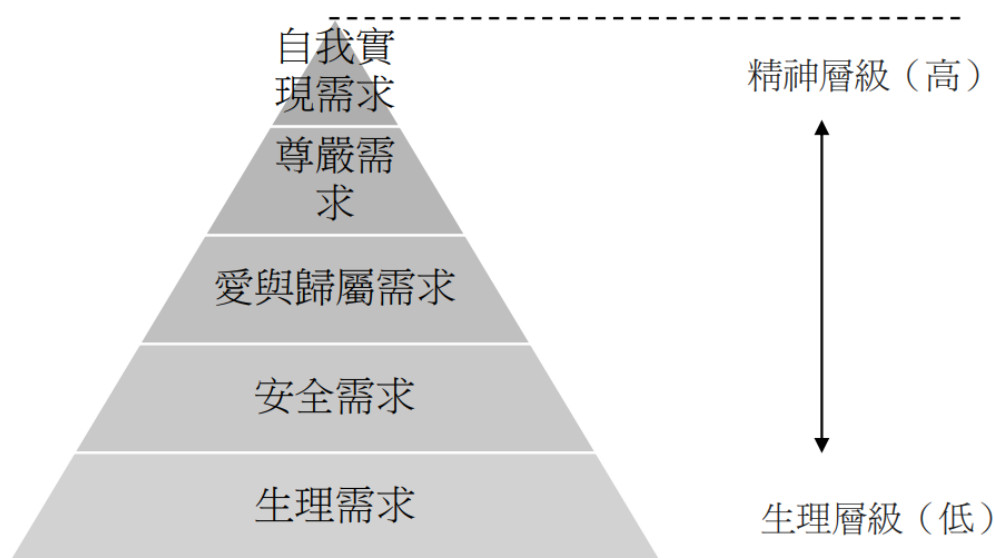 自我實
現需求
尊嚴需
求
愛與歸屬需求
安全需求
生理需求
精神層級（高）
生理層級（低）